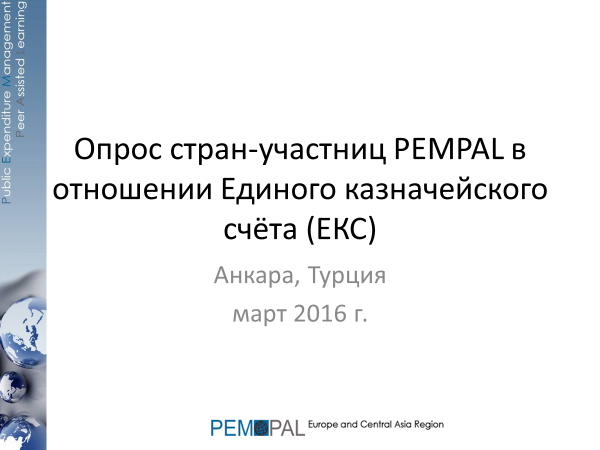 Public Expenditure Management
Peer Assisted Learning
Опрос стран-участниц PEMPAL в
отношении Единого казначейского
счёта (ЕКС)
Анкара, Турция
март 2016 г.
PEMPAL Europe and Central Asia Region